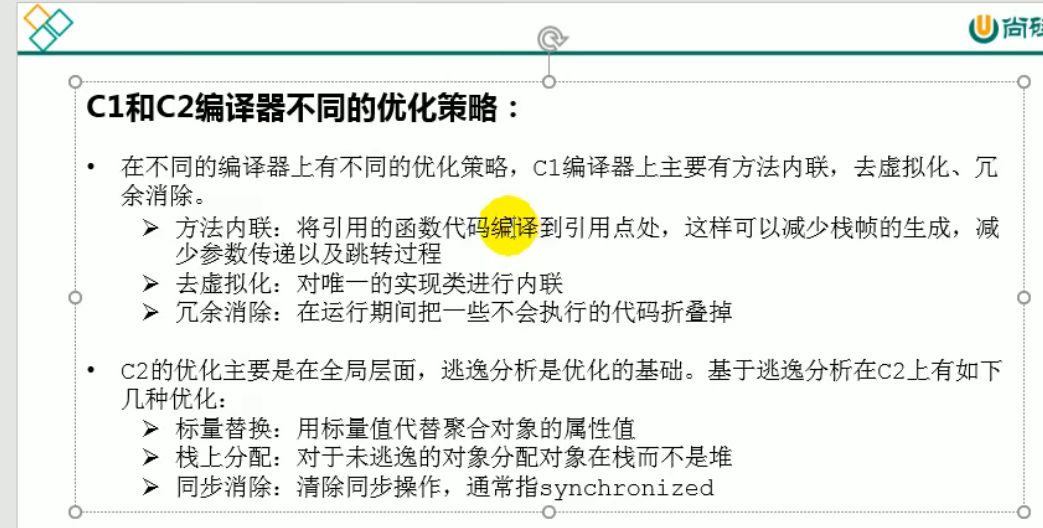 尚硅
C1和C2编译器不同的优化策略：
• 在不同的编译器上有不同的优化策略，C1编译器上主要有方法内联，去虚拟化、冗
余消除。
➢ 方法内联：将引用的函数代码编译到引用点处，这样可以减少栈帧的生成，减
少参数传递以及跳转过程
➢ 去虚拟化：对唯一的实现类进行内联
➢ 冗余消除：在运行期间把一些不会执行的代码折叠掉
• C2的优化主要是在全局层面，逃逸分析是优化的基础。基于逃逸分析在C2上有如下
几种优化：
➢ 标量替换：用标量值代替聚合对象的属性值
➢ 栈上分配：对于未逃逸的对象分配对象在栈而不是堆
➢ 同步消除：清除同步操作，通常指synchronized